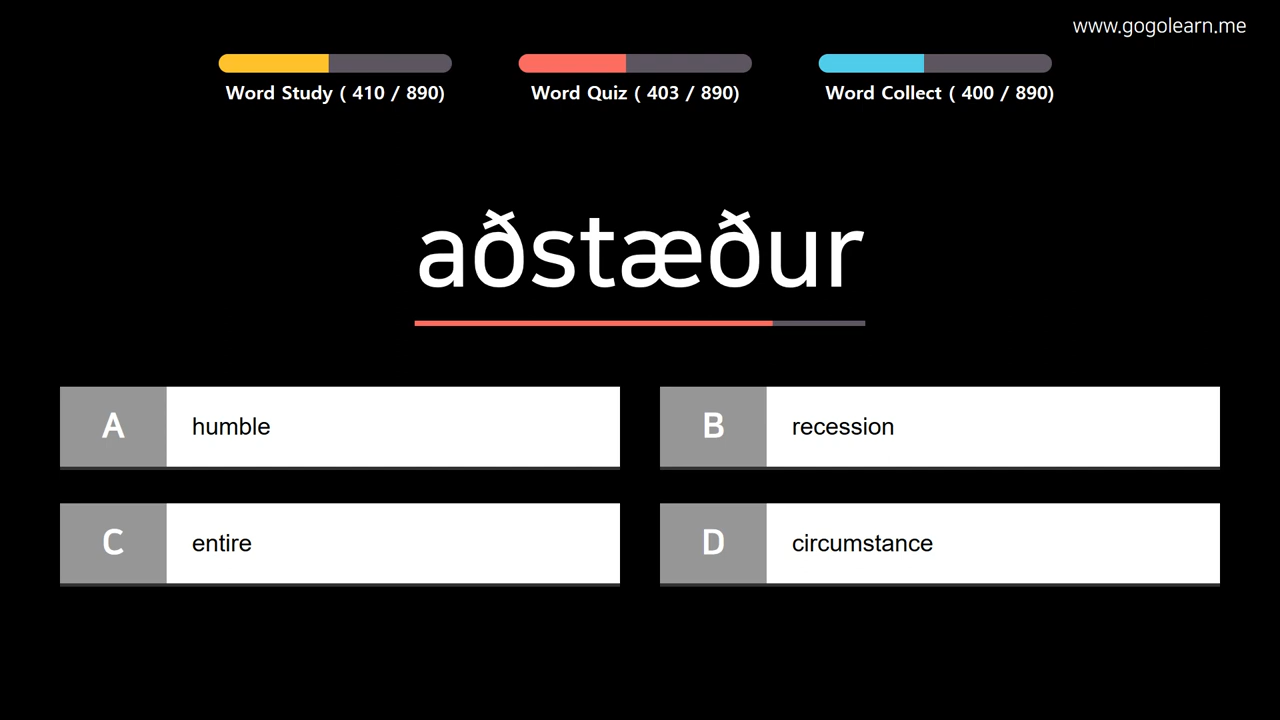 www.gogolearn.me
Word Study ( 410 / 890)
Word Quiz ( 403 / 890)
Word Collect ( 400 / 890)
aðstæður
A humble
B recession
C entire
D circumstance